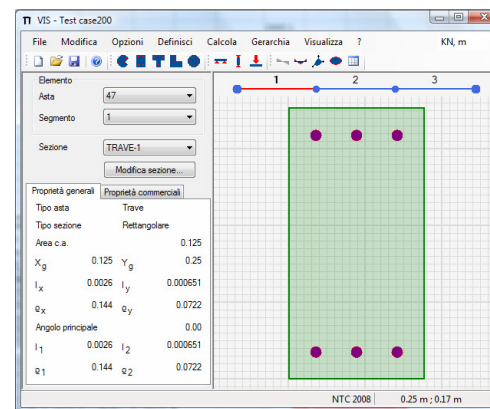 VIS - Test case200
File Modifica Opzioni Definisci Calcola Gerarchia Visualizza ? KN, m
Elemento
Asta 47
Segmento 1
Sezione TRAVE-1
Modifica sezione...
Proprietà generali Proprietà commerciali
Tipo asta Trave
Tipo sezione Rettangolare
Area c.a. 0.125
Xg 0.125 Yg 0.25
Ix 0.0026 Iy 0.000651
ϱx 0.144 ϱy 0.0722
Angolo principale 0.00
I1 0.0026 I2 0.000651
ϱ1 0.144 ϱ2 0.0722
1 2 3
NTC 2008 0.25 m ; 0.17 m